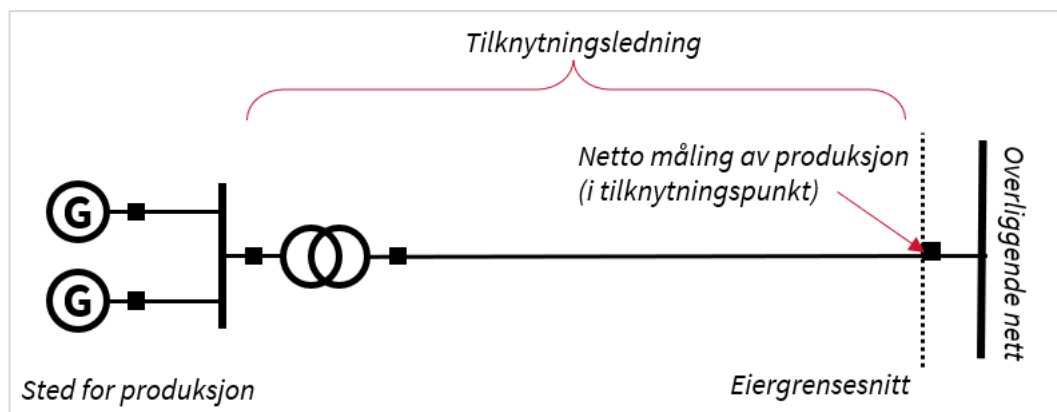 Tilknytningsledning
Netto måling av produksjon
(i tilknytningspunkt)
Overliggende nett
G
G
Sted for produksjon
Eiergrensesnitt